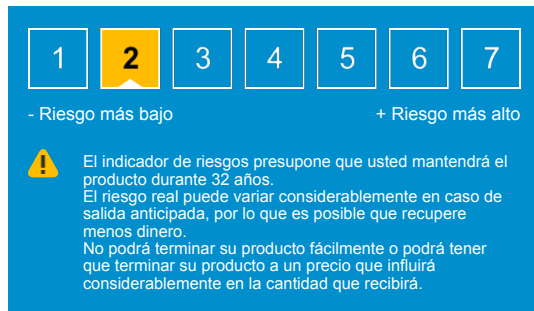 1 2 3 4 5 6 7
- Riesgo más bajo + Riesgo más alto
El indicador de riesgos presupone que usted mantendrá el
producto durante 32 años.
El riesgo real puede variar considerablemente en caso de
salida anticipada, por lo que es posible que recupere
menos dinero.
No podrá terminar su producto fácilmente o podrá tener
que terminar su producto a un precio que influirá
considerablemente en la cantidad que recibirá.